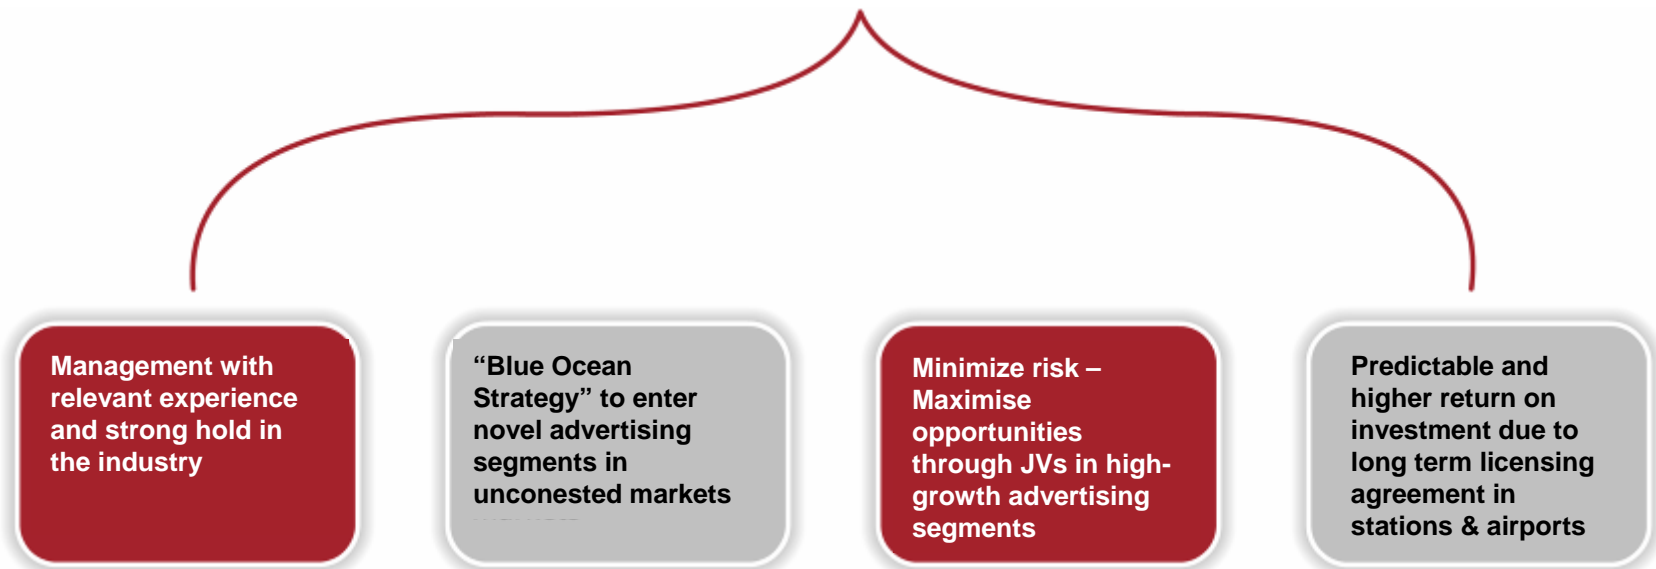 Management with
relevant experience
and strong hold in
the industry
“Blue Ocean
Strategy” to enter
novel advertising
segments in
unconested markets
Minimize risk –
Maximise
opportunities
through JVs in high-
growth advertising
segments
Predictable and
higher return on
investment due to
long term licensing
agreement in
stations & airports